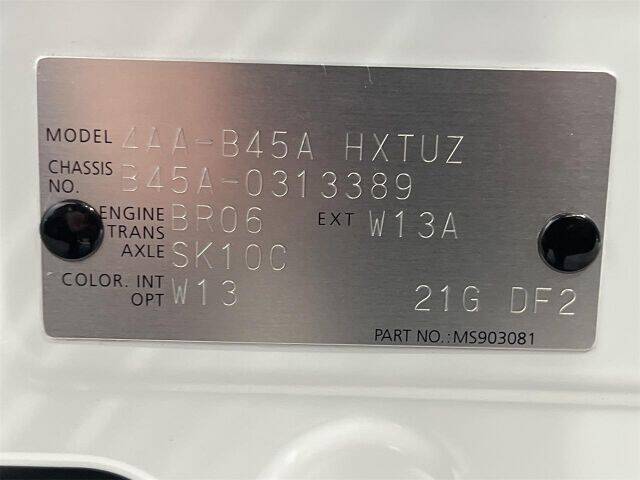 MODEL 4AA-B45A HXTUZ
CHASSIS NO. B45A-0313389
ENGINE BR06 EXT W13A
TRANS AXLE SK10C
COLOR. INT OPT W13 21G DF2
PART NO.:MS903081